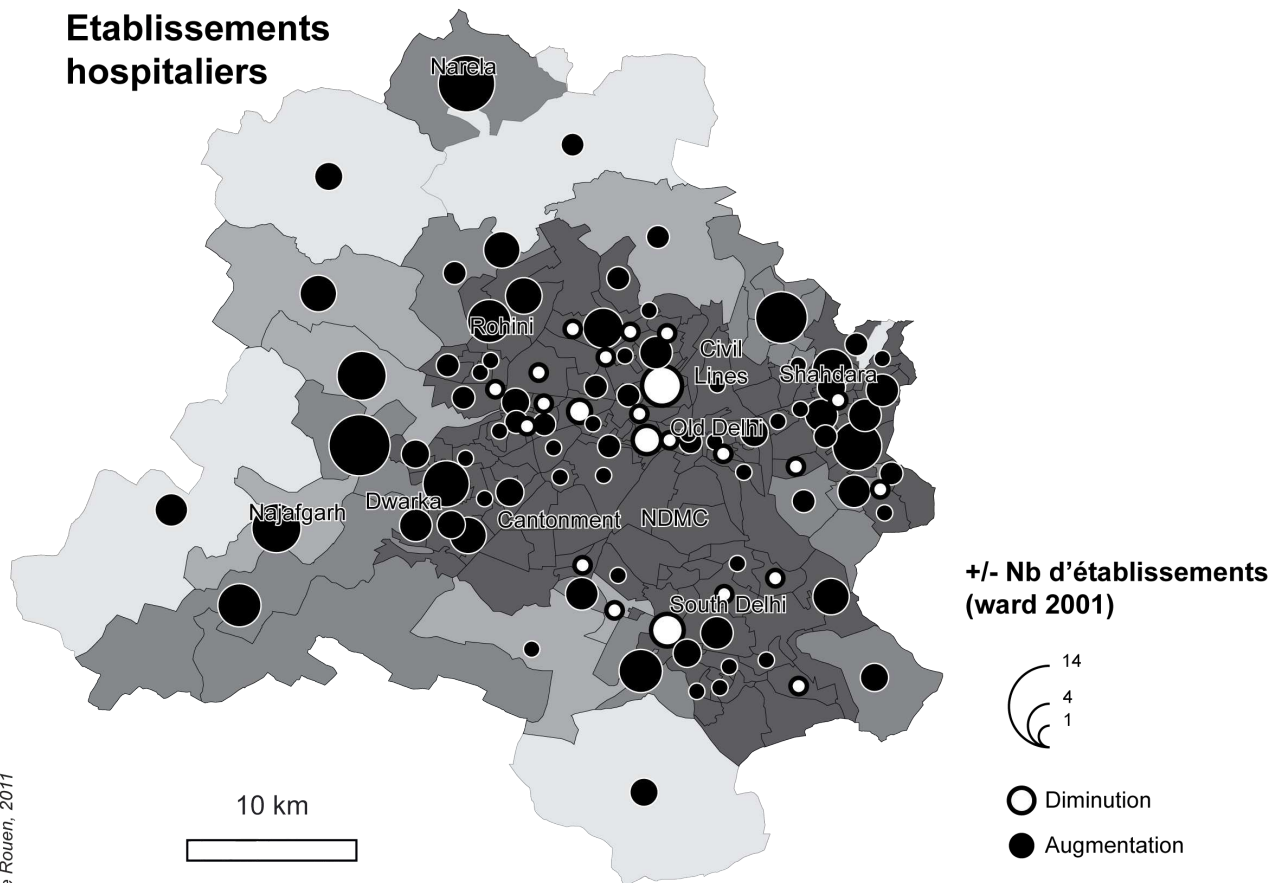 Etablissements
hospitaliers
Narela
Rohini
Civil
Lines
Shahdara
Old Delhi
Najafgarh
Dwarka
Cantonment
NDMC
South Delhi
+/- Nb d’établissements
(ward 2001)
14
4
1
Diminution
Augmentation
10 km
Rouen, 2011